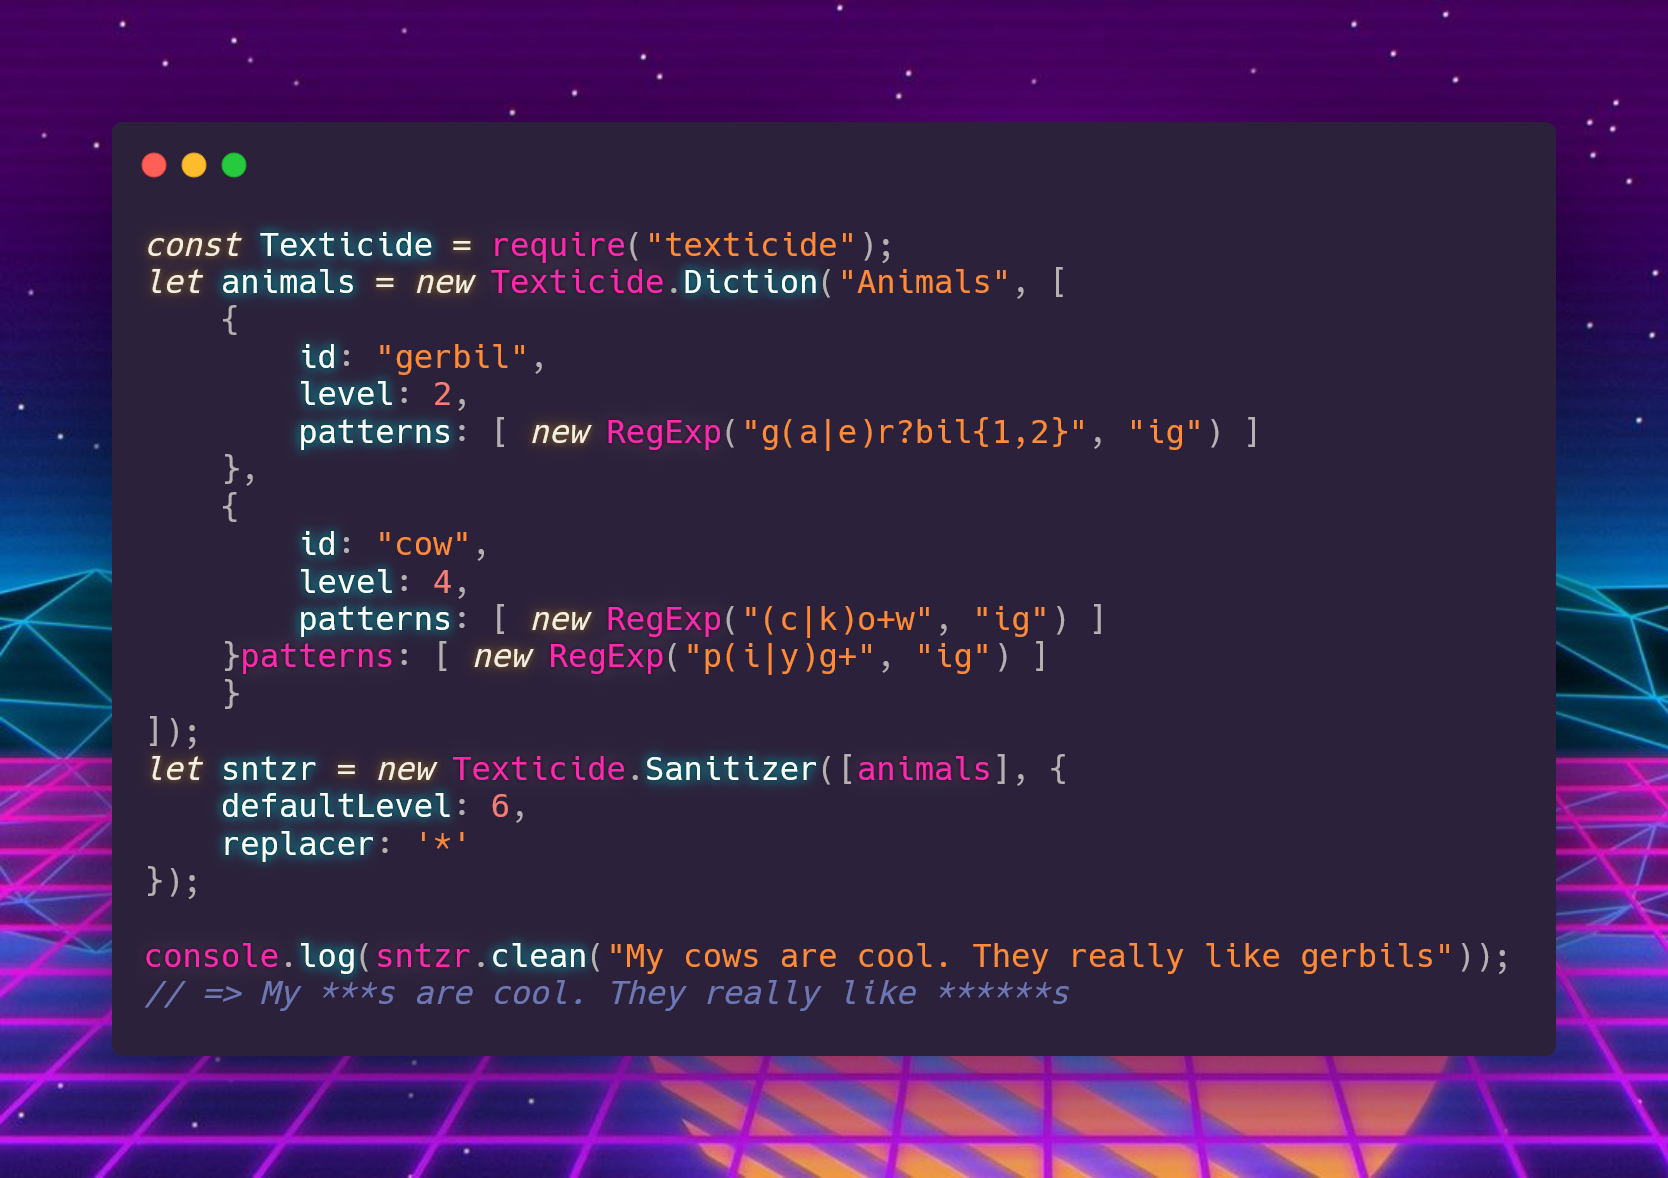 const Texticide = require("texticide");
let animals = new Texticide.Diction("Animals", [
    {
        id: "gerbil",
        level: 2,
        patterns: [ new RegExp("g(a|e)r?bil{1,2}", "ig") ]
    },
    {
        id: "cow",
        level: 4,
        patterns: [ new RegExp("(c|k)o+w", "ig") ]
    }patterns: [ new RegExp("p(i|y)g+", "ig") ]
    }
]);
let sntzr = new Texticide.Sanitizer([animals], {
    defaultLevel: 6,
    replacer: '*'
});

console.log(sntzr.clean("My cows are cool. They really like gerbils"));
// => My ***s are cool. They really like ******s